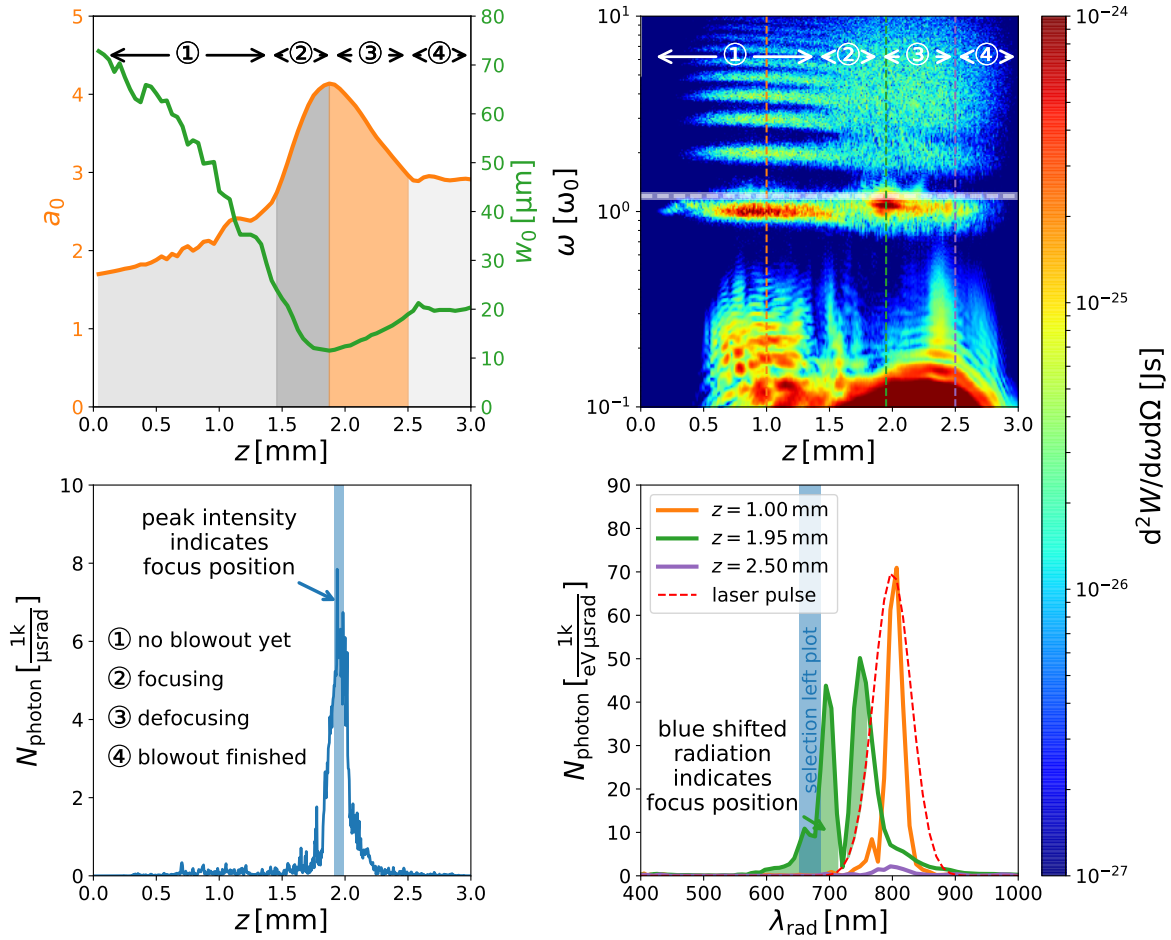 5
4
3
2
1
0
a₀
80
70
60
50
40
30
20
10
0
w₀ [µm]
① ② ③ ④
0.0 0.5 1.0 1.5 2.0 2.5 3.0
z [mm]
10¹
10⁰
10⁻¹
ω [ω₀]
① ② ③ ④
0.0 0.5 1.0 1.5 2.0 2.5 3.0
z [mm]
10⁻²⁴
10⁻²⁵
10⁻²⁶
10⁻²⁷
d²W/dωdΩ [Js]
10
8
6
4
2
0
N_photon [1k/µsrad]
peak intensity
indicates
focus position
① no blowout yet
② focusing
③ defocusing
④ blowout finished
0.0 0.5 1.0 1.5 2.0 2.5 3.0
z [mm]
90
80
70
60
50
40
30
20
10
0
N_photon [1k/eV µsrad]
z = 1.00 mm
z = 1.95 mm
z = 2.50 mm
laser pulse
selection left plot
blue shifted
radiation
indicates
focus position
400 500 600 700 800 900 1000
λ_rad [nm]